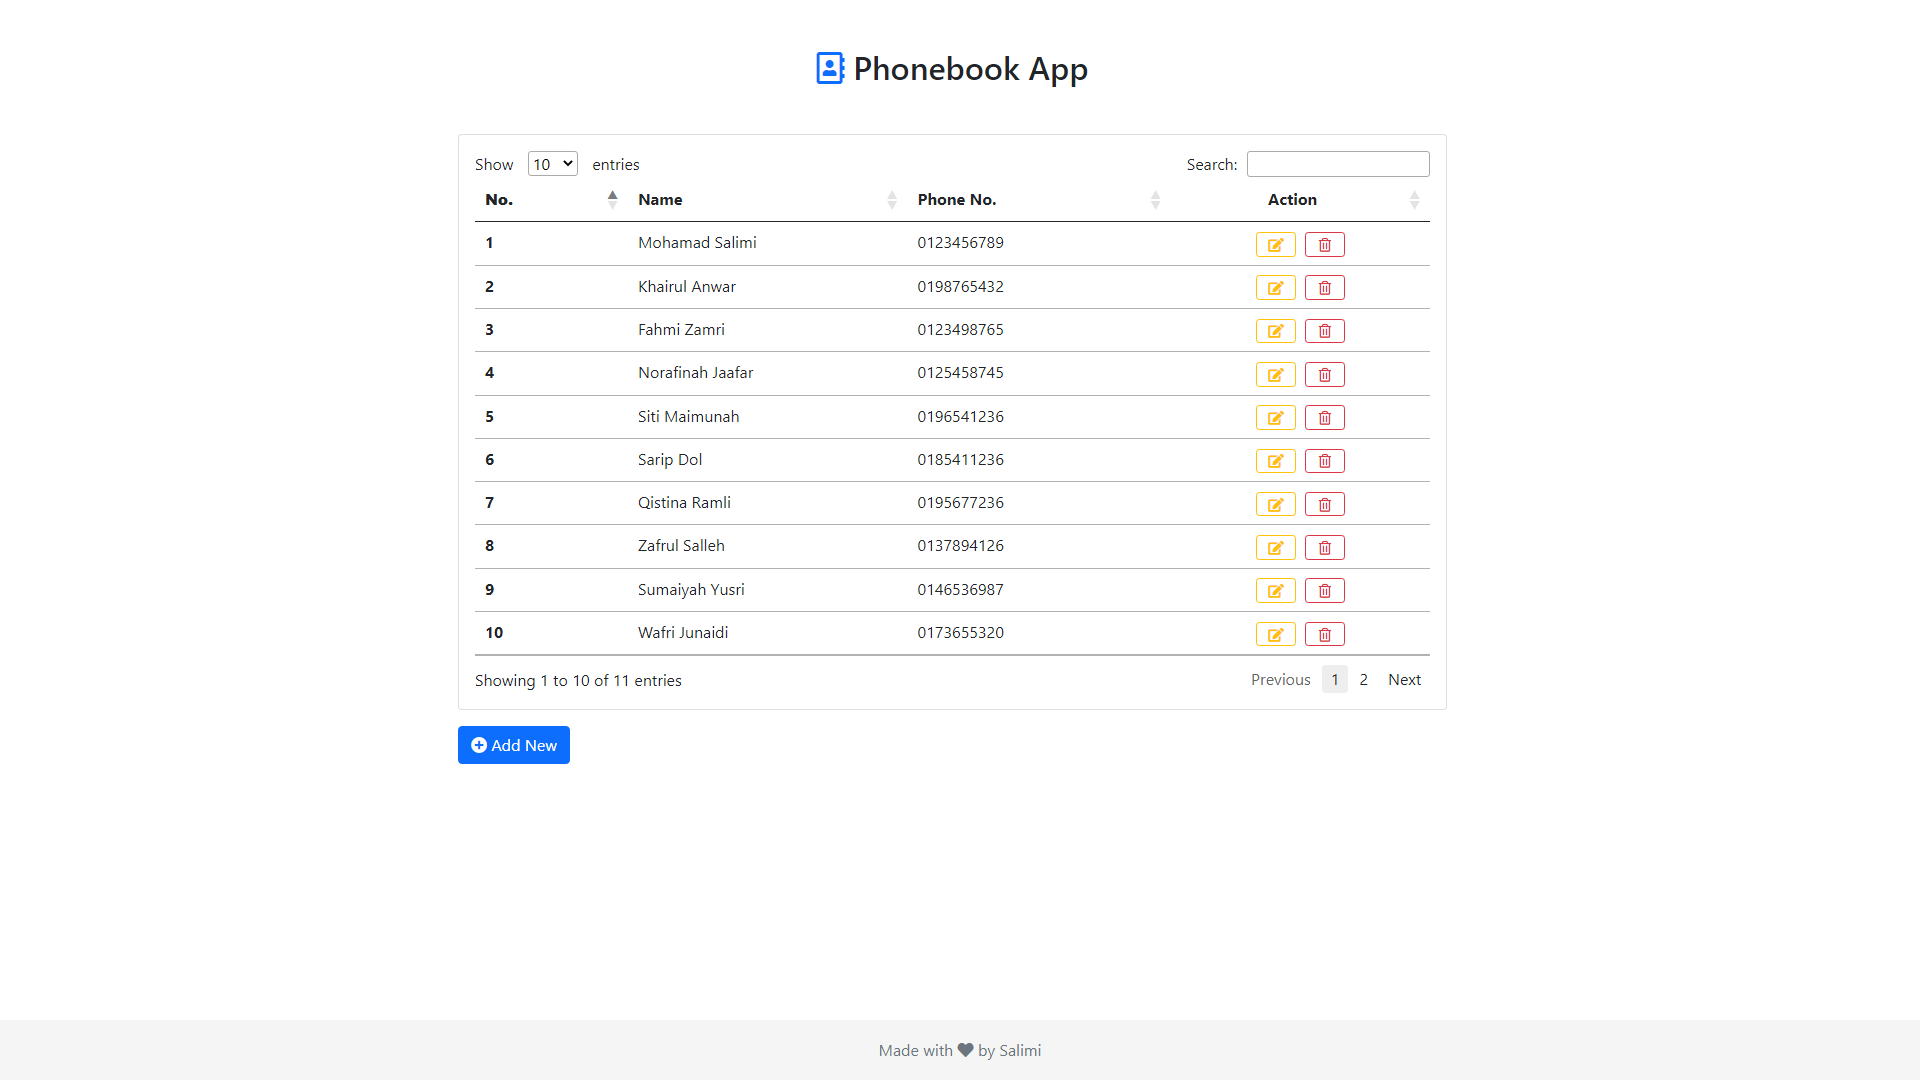 Phonebook App
Show 10 entries Search:
No. Name Phone No. Action
1 Mohamad Salimi 0123456789
2 Khairul Anwar 0198765432
3 Fahmi Zamri 0123498765
4 Norafinah Jaafar 0125458745
5 Siti Maimunah 0196541236
6 Sarip Dol 0185411236
7 Qistina Ramli 0195677236
8 Zafrul Salleh 0137894126
9 Sumaiyah Yusri 0146536987
10 Wafri Junaidi 0173655320
Showing 1 to 10 of 11 entries Previous 1 2 Next
Add New
Made with by Salimi